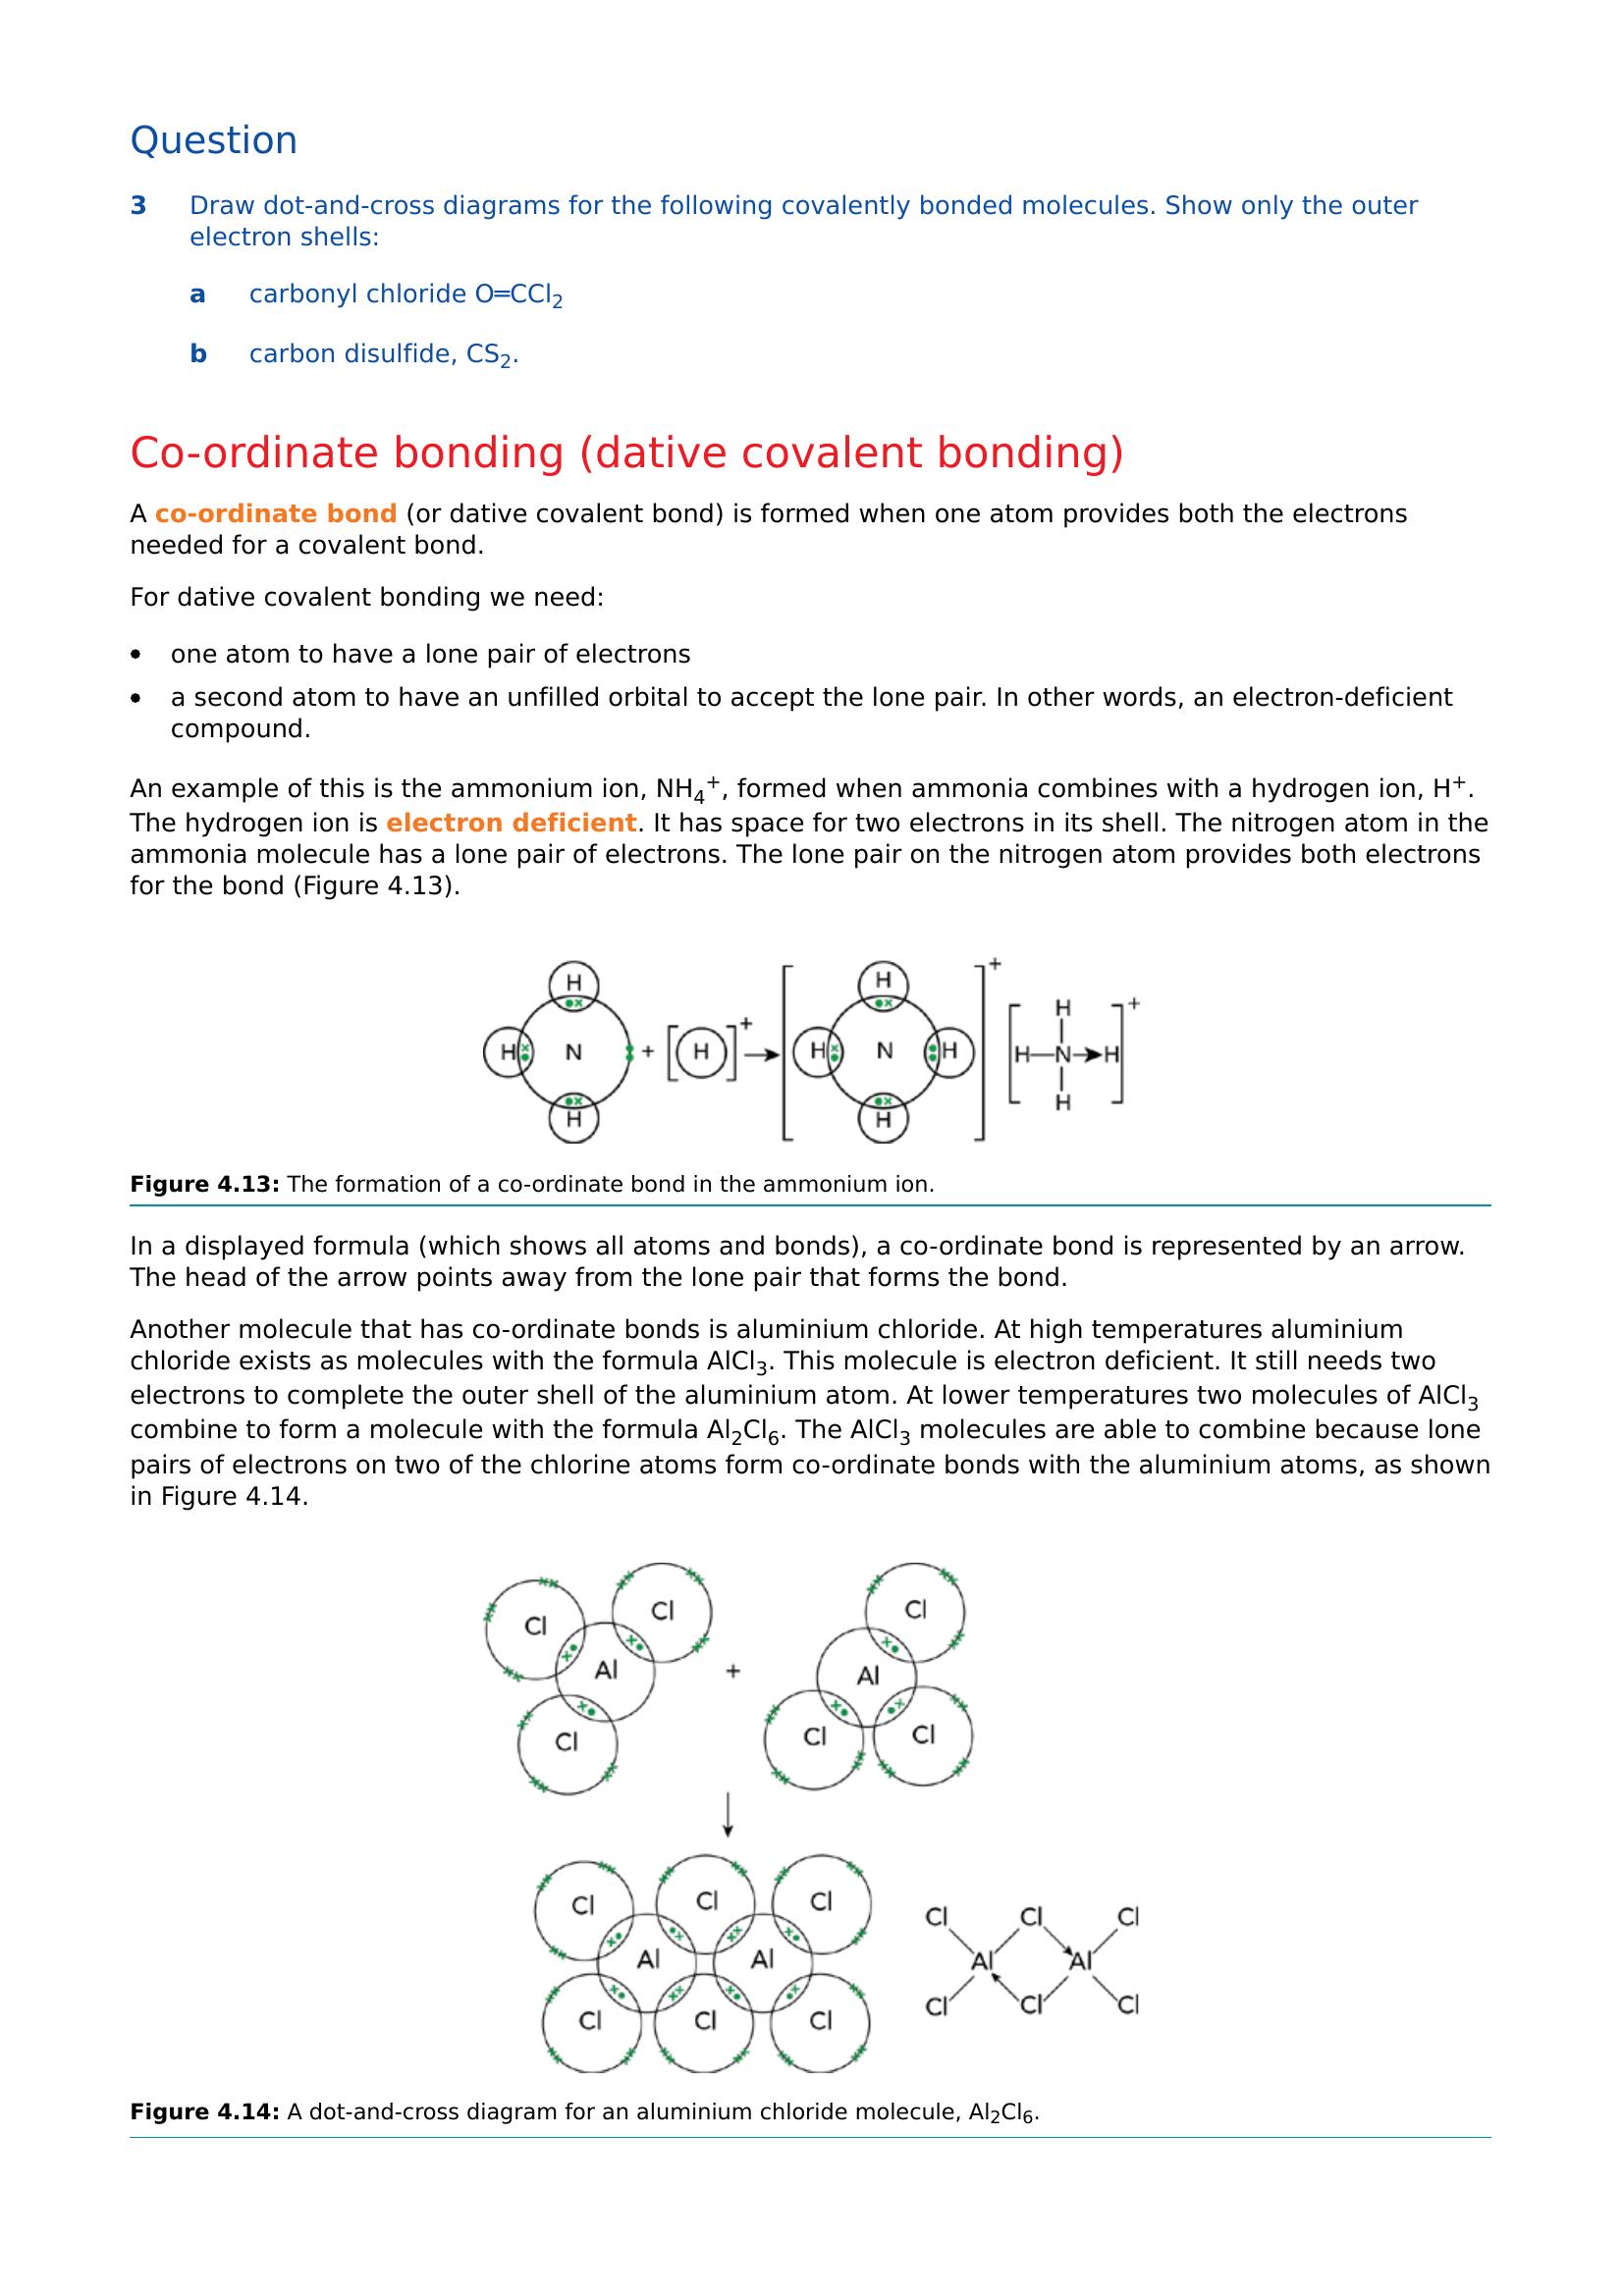 Question
3 Draw dot-and-cross diagrams for the following covalently bonded molecules. Show only the outer
electron shells:
a carbonyl chloride O═CCl₂
b carbon disulfide, CS₂.
Co-ordinate bonding (dative covalent bonding)
A co-ordinate bond (or dative covalent bond) is formed when one atom provides both the electrons
needed for a covalent bond.
For dative covalent bonding we need:
• one atom to have a lone pair of electrons
• a second atom to have an unfilled orbital to accept the lone pair. In other words, an electron-deficient
compound.
An example of this is the ammonium ion, NH₄⁺, formed when ammonia combines with a hydrogen ion, H⁺.
The hydrogen ion is electron deficient. It has space for two electrons in its shell. The nitrogen atom in the
ammonia molecule has a lone pair of electrons. The lone pair on the nitrogen atom provides both electrons
for the bond (Figure 4.13).
H H + H +
H N + [H]⁺ → H N H H—N→H
H H H
Figure 4.13: The formation of a co-ordinate bond in the ammonium ion.
In a displayed formula (which shows all atoms and bonds), a co-ordinate bond is represented by an arrow.
The head of the arrow points away from the lone pair that forms the bond.
Another molecule that has co-ordinate bonds is aluminium chloride. At high temperatures aluminium
chloride exists as molecules with the formula AlCl₃. This molecule is electron deficient. It still needs two
electrons to complete the outer shell of the aluminium atom. At lower temperatures two molecules of AlCl₃
combine to form a molecule with the formula Al₂Cl₆. The AlCl₃ molecules are able to combine because lone
pairs of electrons on two of the chlorine atoms form co-ordinate bonds with the aluminium atoms, as shown
in Figure 4.14.
Cl Cl Cl
Al + Al
Cl Cl Cl
Cl Cl Cl Cl Cl Cl
Al Al Al Al
Cl Cl Cl Cl Cl Cl
Figure 4.14: A dot-and-cross diagram for an aluminium chloride molecule, Al₂Cl₆.